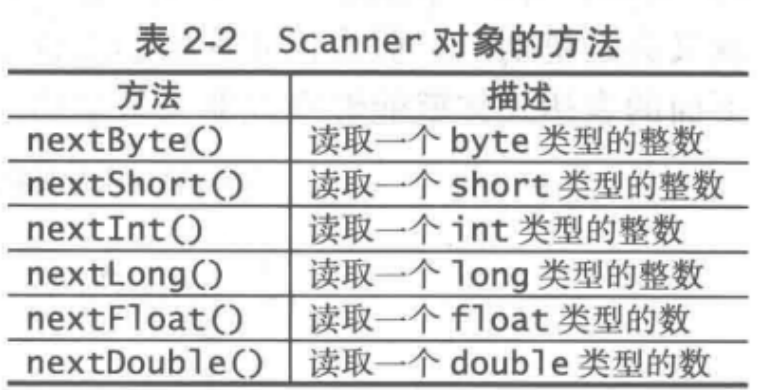 表 2-2 Scanner 对象的方法
方法 描述
nextByte() 读取一个 byte 类型的整数
nextShort() 读取一个 short 类型的整数
nextInt() 读取一个 int 类型的整数
nextLong() 读取一个 long 类型的整数
nextFloat() 读取一个 float 类型的数
nextDouble() 读取一个 double 类型的数